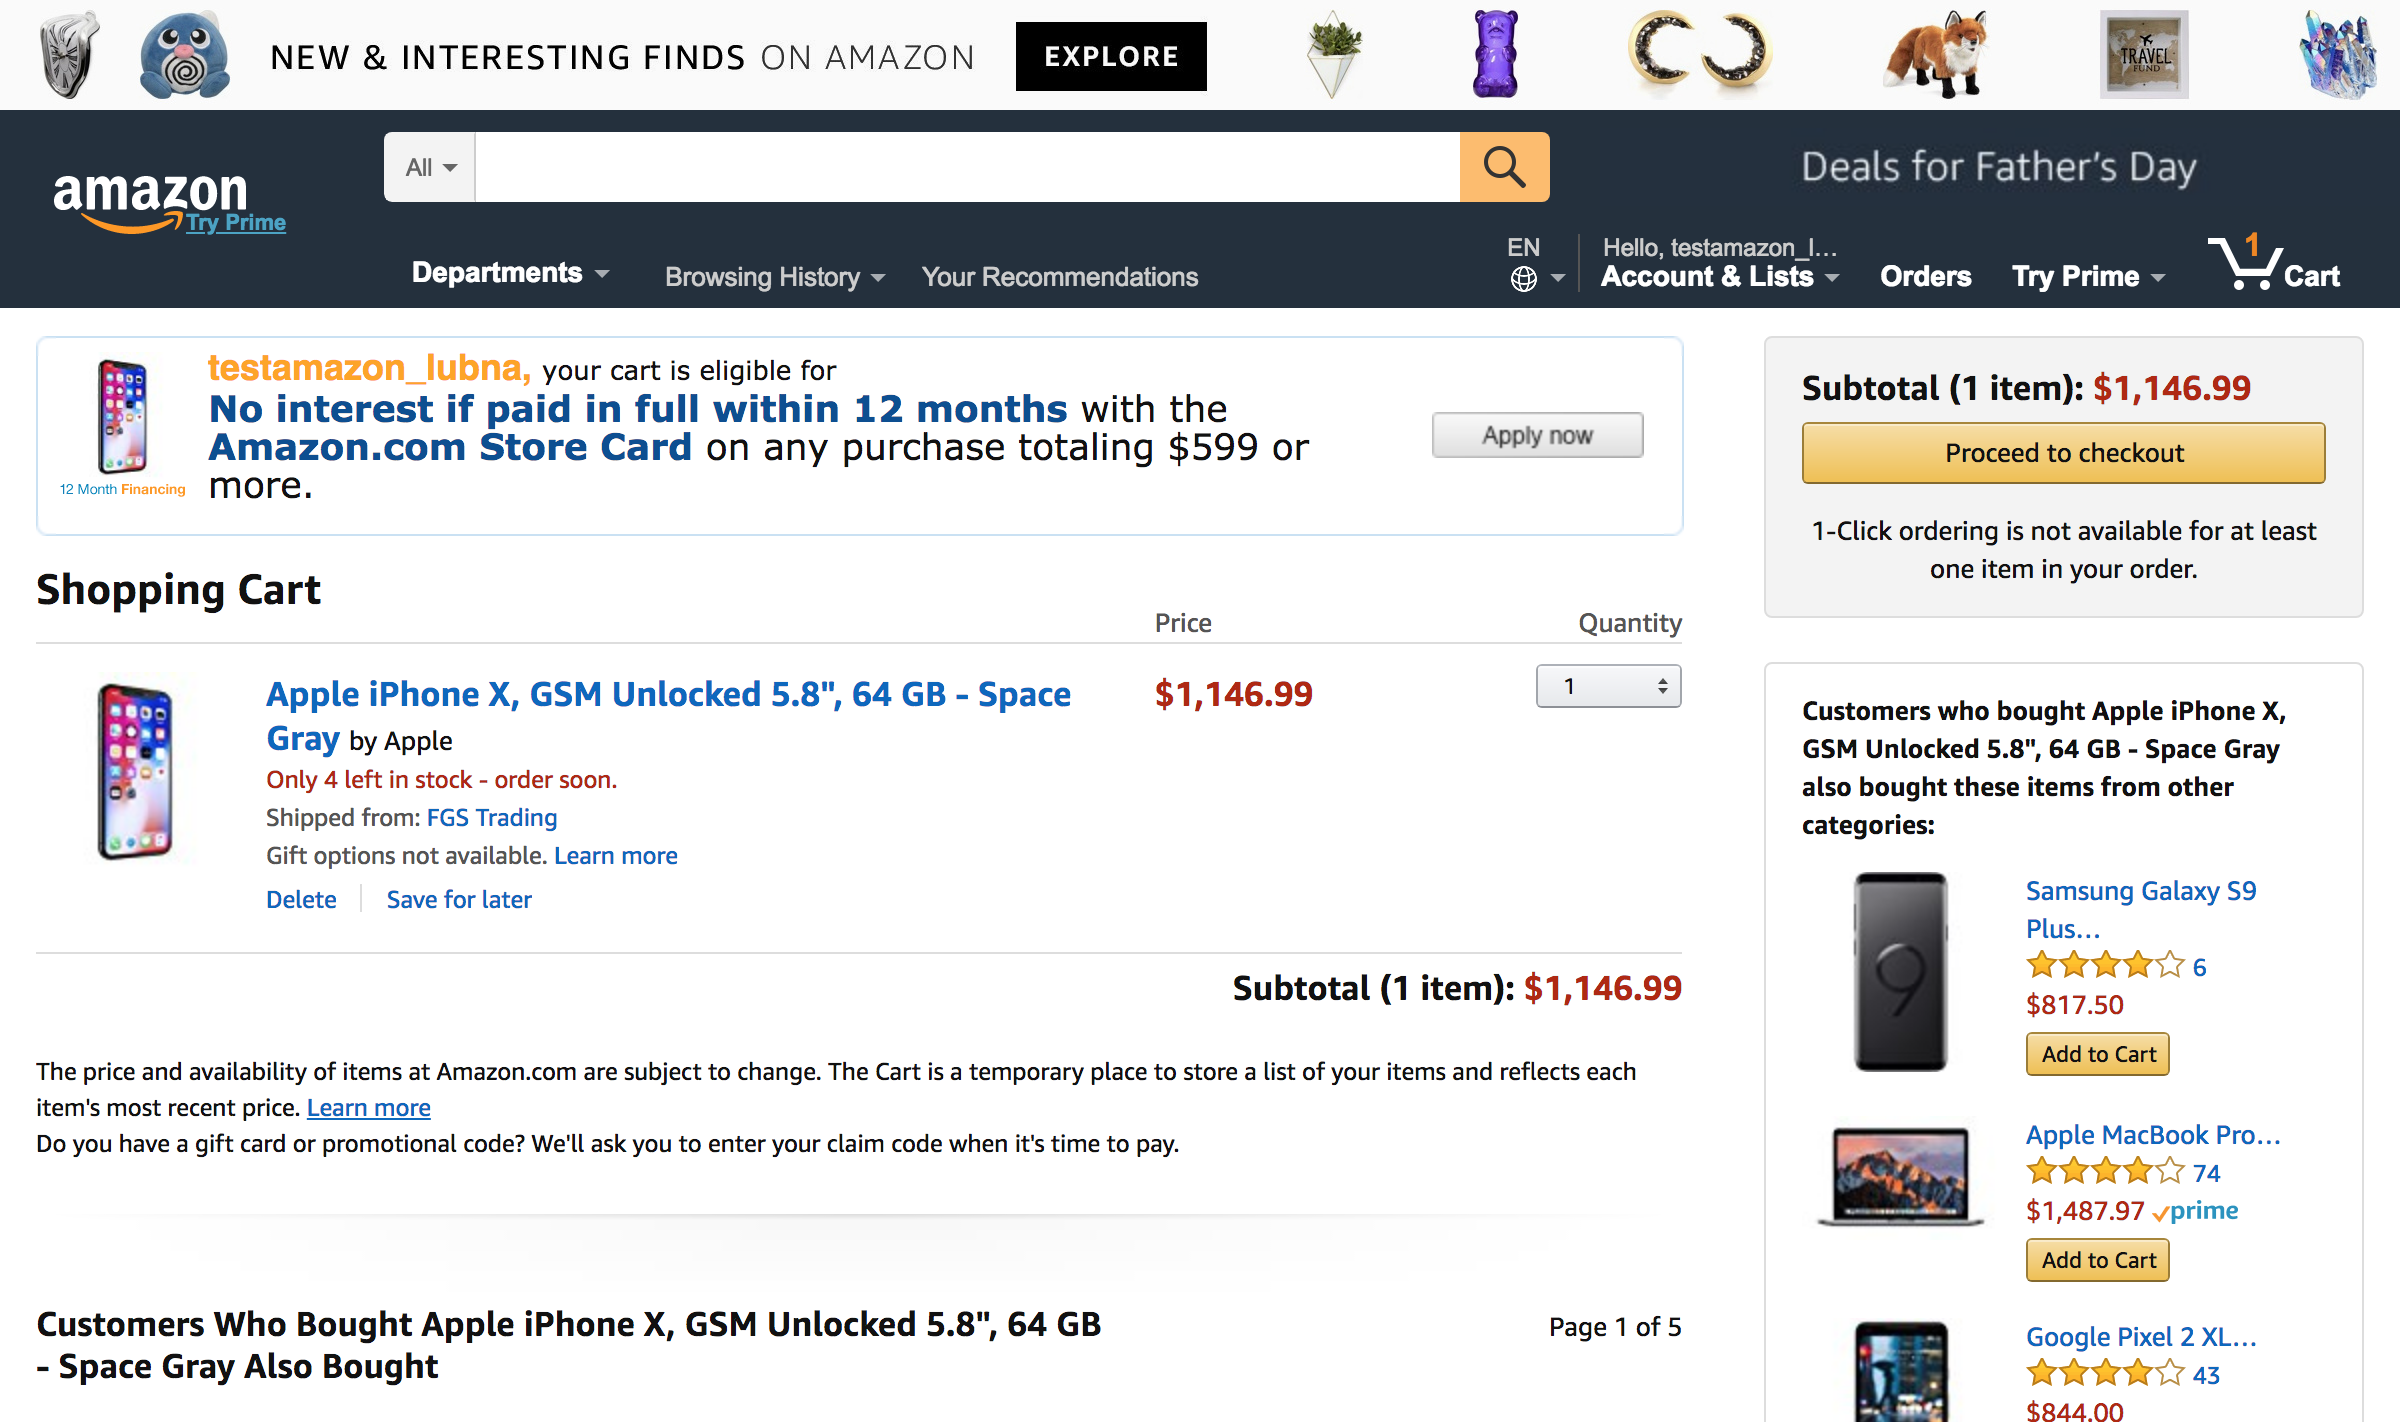 NEW & INTERESTING FINDS ON AMAZON
EXPLORE
TRAVEL
FUND
All
Deals for Father's Day
amazon
Try Prime
Departments
Browsing History
Your Recommendations
EN
Hello, testamazon_l...
Account & Lists
Orders
Try Prime
1
Cart
testamazon_lubna, your cart is eligible for
No interest if paid in full within 12 months with the
Amazon.com Store Card on any purchase totaling $599 or
more.
12 Month Financing
Apply now
Subtotal (1 item): $1,146.99
Proceed to checkout
1-Click ordering is not available for at least
one item in your order.
Shopping Cart
Price
Quantity
Apple iPhone X, GSM Unlocked 5.8", 64 GB - Space
Gray by Apple
$1,146.99
1
Only 4 left in stock - order soon.
Shipped from: FGS Trading
Gift options not available. Learn more
Delete
Save for later
Subtotal (1 item): $1,146.99
The price and availability of items at Amazon.com are subject to change. The Cart is a temporary place to store a list of your items and reflects each
item's most recent price. Learn more
Do you have a gift card or promotional code? We'll ask you to enter your claim code when it's time to pay.
Customers Who Bought Apple iPhone X, GSM Unlocked 5.8", 64 GB
- Space Gray Also Bought
Page 1 of 5
Customers who bought Apple iPhone X,
GSM Unlocked 5.8", 64 GB - Space Gray
also bought these items from other
categories:
9
Samsung Galaxy S9
Plus...
6
$817.50
Add to Cart
Apple MacBook Pro...
74
$1,487.97 prime
Add to Cart
Google Pixel 2 XL...
43
$844.00